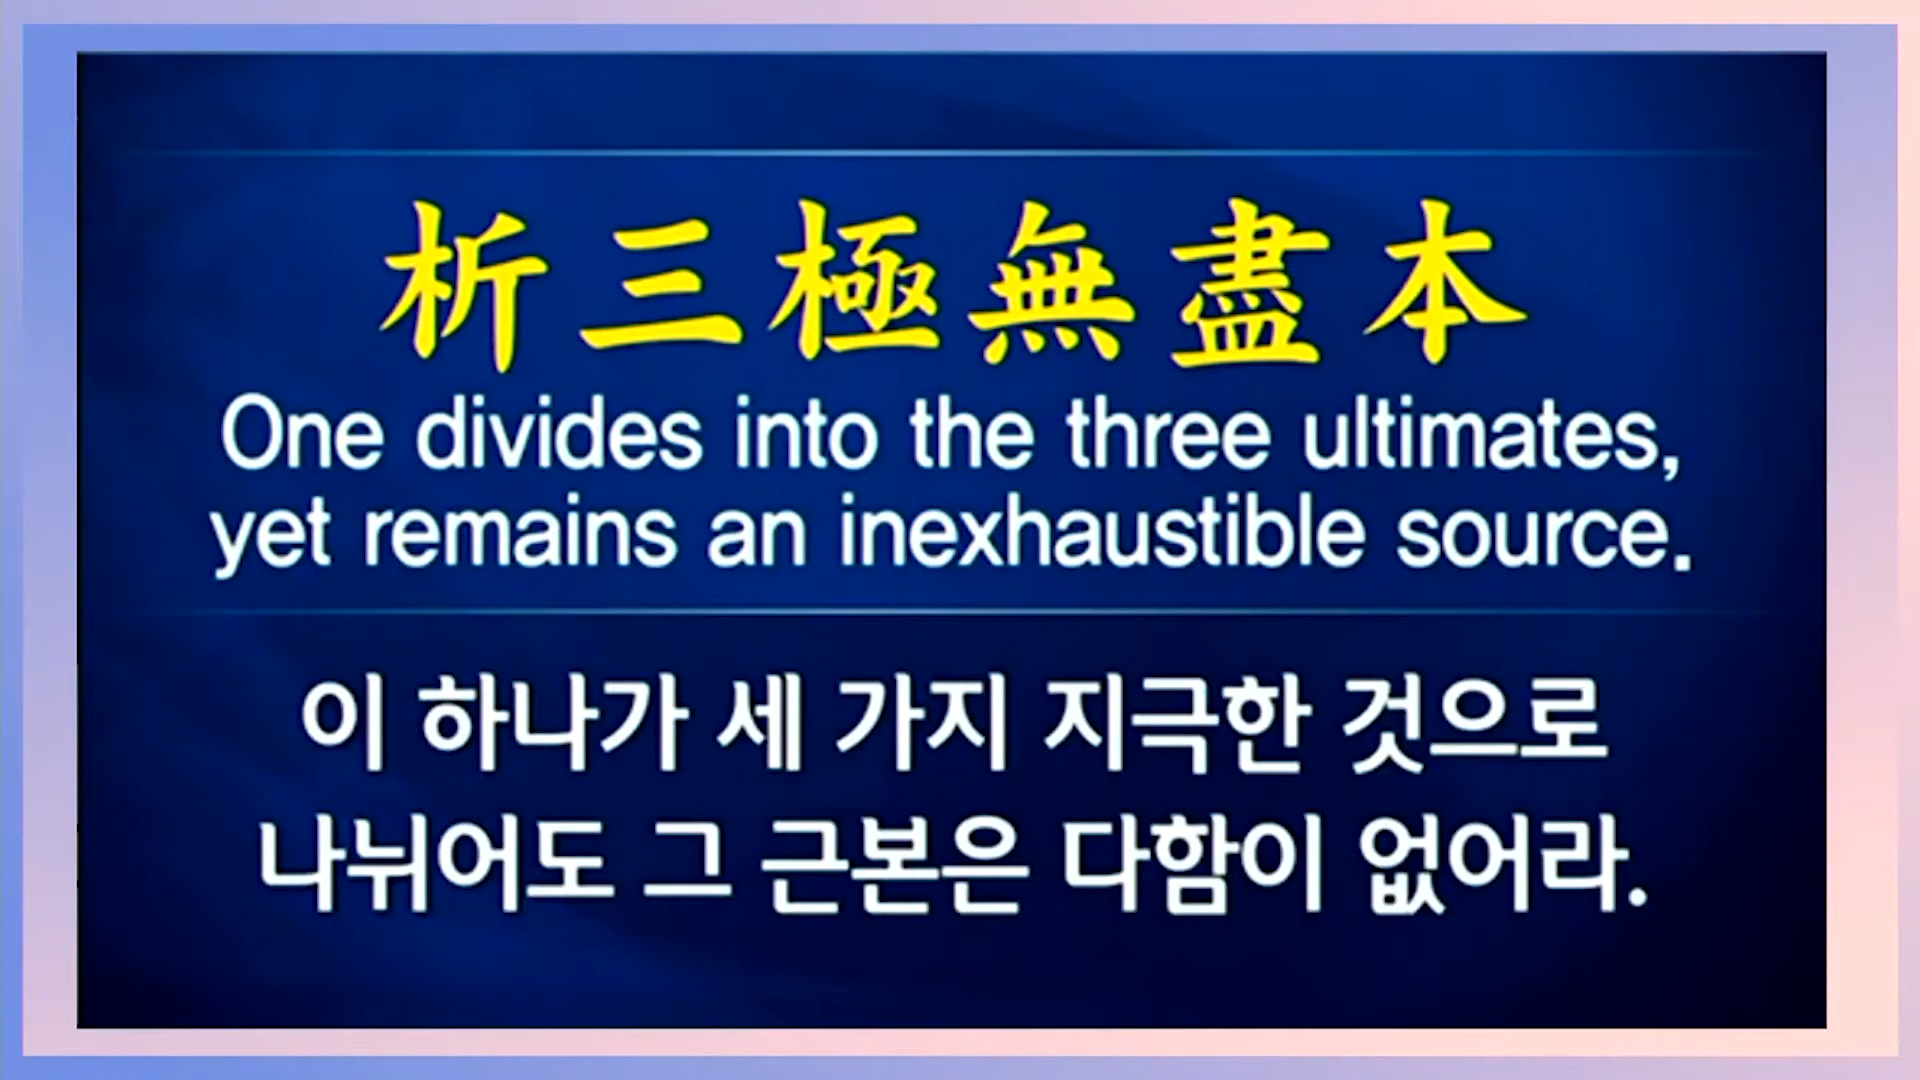 析三極無盡本
One divides into the three ultimates,
yet remains an inexhaustible source.
이 하나가 세 가지 지극한 것으로
나뉘어도 그 근본은 다함이 없어라.